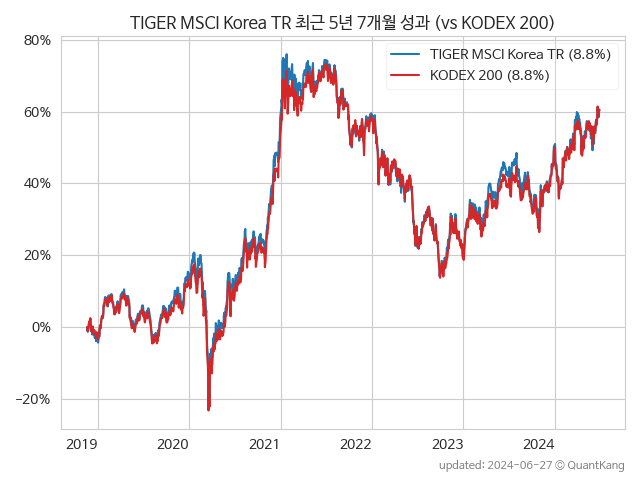 TIGER MSCI Korea TR 최근 5년 7개월 성과 (vs KODEX 200)
TIGER MSCI Korea TR (8.8%)
KODEX 200 (8.8%)
80%
60%
40%
20%
0%
−20%
2019 2020 2021 2022 2023 2024
updated: 2024-06-27 © QuantKang